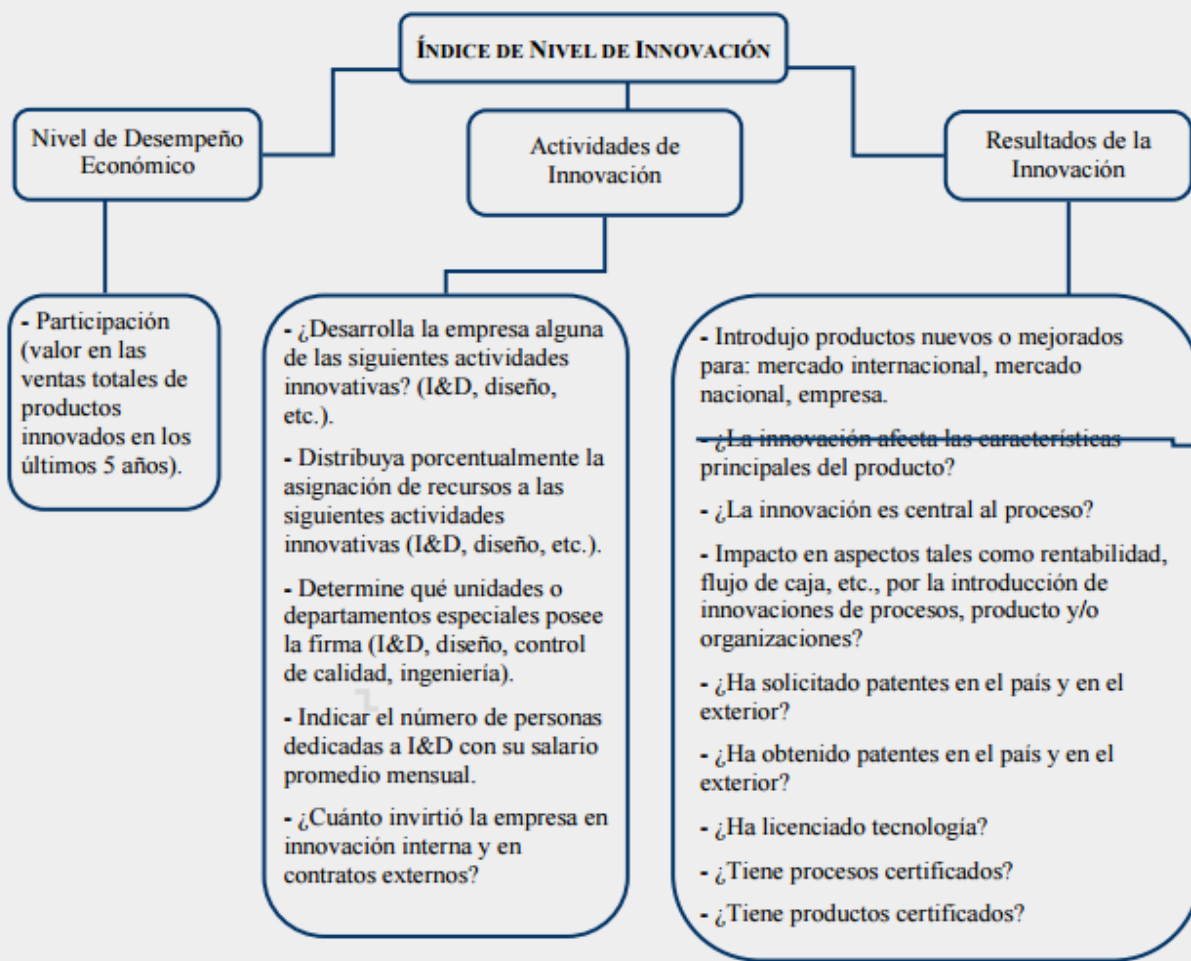 ÍNDICE DE NIVEL DE INNOVACIÓN
Nivel de Desempeño
Económico
Actividades de
Innovación
Resultados de la
Innovación
- Participación
(valor en las
ventas totales de
productos
innovados en los
últimos 5 años).
- ¿Desarrolla la empresa alguna
de las siguientes actividades
innovativas? (I&D, diseño,
etc.).
- Distribuya porcentualmente la
asignación de recursos a las
siguientes actividades
innovativas (I&D, diseño, etc.).
- Determine qué unidades o
departamentos especiales posee
la firma (I&D, diseño, control
de calidad, ingeniería).
- Indicar el número de personas
dedicadas a I&D con su salario
promedio mensual.
- ¿Cuánto invirtió la empresa en
innovación interna y en
contratos externos?
- Introdujo productos nuevos o mejorados
para: mercado internacional, mercado
nacional, empresa.
- ¿La innovación afecta las características
principales del producto?
- ¿La innovación es central al proceso?
- Impacto en aspectos tales como rentabilidad,
flujo de caja, etc., por la introducción de
innovaciones de procesos, producto y/o
organizaciones?
- ¿Ha solicitado patentes en el país y en el
exterior?
- ¿Ha obtenido patentes en el país y en el
exterior?
- ¿Ha licenciado tecnología?
- ¿Tiene procesos certificados?
- ¿Tiene productos certificados?